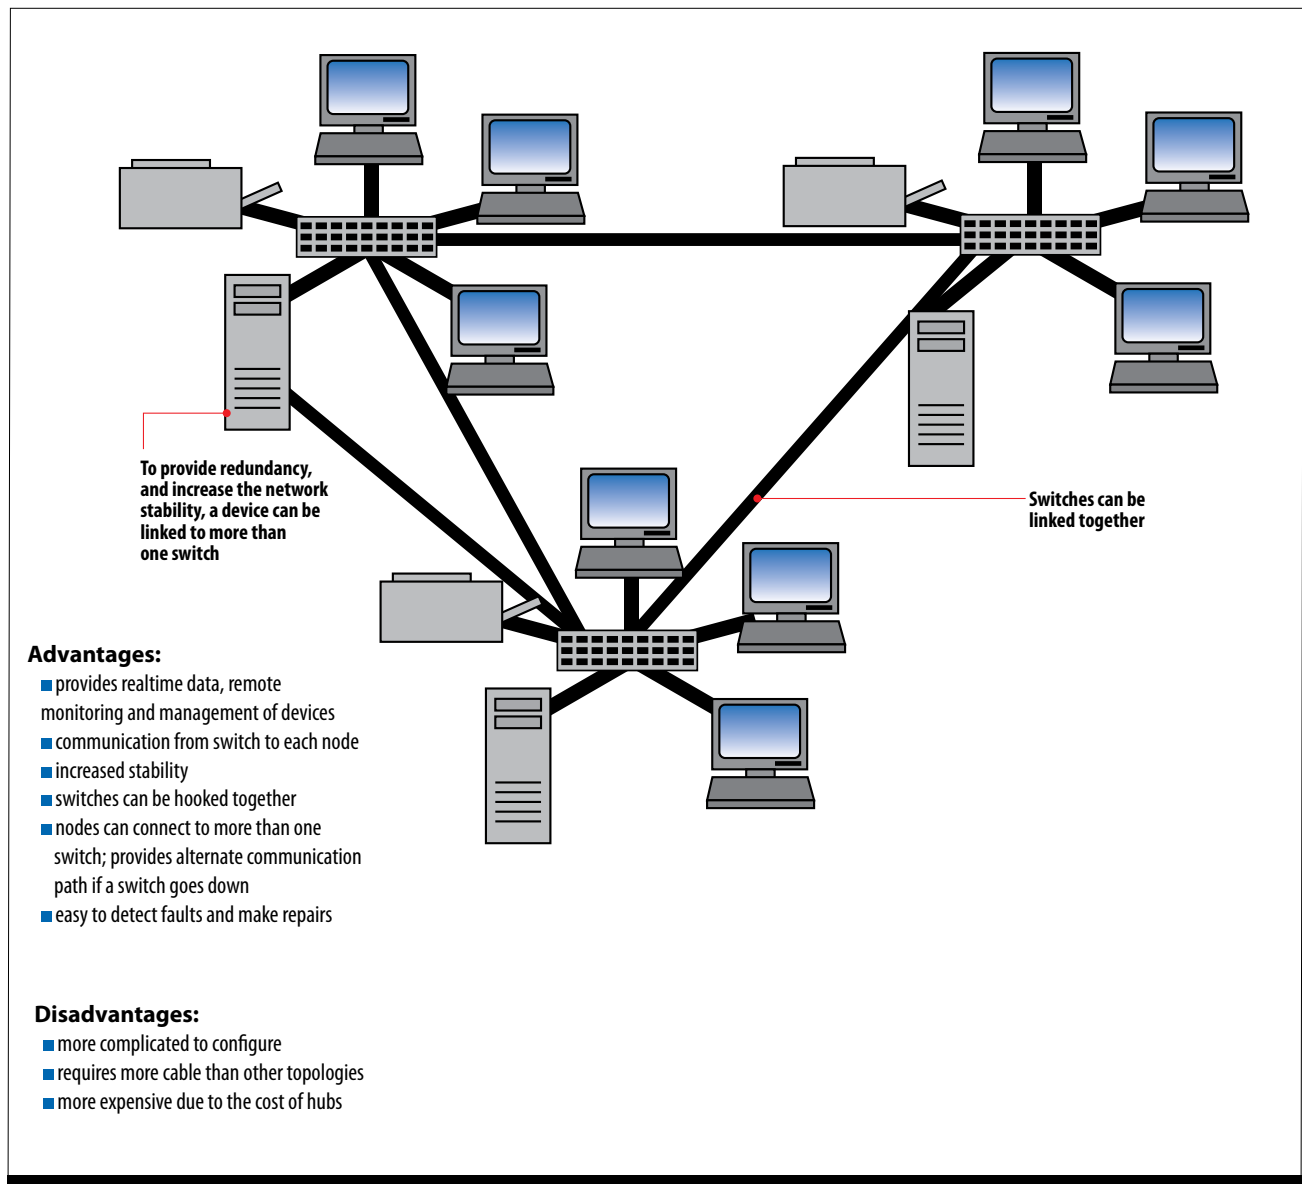 To provide redundancy,
and increase the network
stability, a device can be
linked to more than
one switch
Switches can be
linked together
Advantages:
provides realtime data, remote
monitoring and management of devices
communication from switch to each node
increased stability
switches can be hooked together
nodes can connect to more than one
switch; provides alternate communication
path if a switch goes down
easy to detect faults and make repairs
Disadvantages:
more complicated to configure
requires more cable than other topologies
more expensive due to the cost of hubs